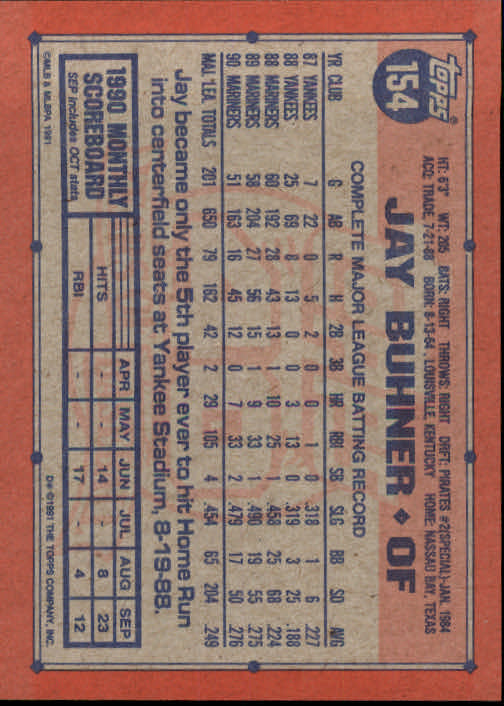 Topps
154
HT: 6'3" WT: 205 BATS: RIGHT THROWS: RIGHT DRFT: PIRATES #2(SPECIAL)-JAN. 1984
ACQ: TRADE, 7-21-88 BORN: 8-13-64, LOUISVILLE, KENTUCKY HOME: NASSAU BAY, TEXAS
JAY BUHNER ◆ OF
COMPLETE MAJOR LEAGUE BATTING RECORD
YR CLUB G AB R H 2B 3B HR RBI SB SLG BB SO AVG
87 YANKEES 7 22 0 5 2 0 0 1 0 .318 1 6 .227
88 YANKEES 25 69 8 13 0 0 3 13 0 .319 3 25 .188
88 MARINERS 60 192 28 43 13 1 10 25 1 .458 25 68 .224
89 MARINERS 58 204 27 56 15 1 9 33 1 .490 19 55 .275
90 MARINERS 51 163 16 45 12 0 7 33 2 .479 17 50 .276
MAJ. LEA. TOTALS 201 650 79 162 42 2 29 105 4 .454 65 204 .249
Jay became only the 5th player ever to hit Home Run
into centerfield seats at Yankee Stadium, 8-19-88.
1990 MONTHLY
SCOREBOARD
SEP includes OCT stats
APR MAY JUN JUL AUG SEP
HITS - - 14 - 8 23
RBI - - 17 - 4 12
©MLB & MLBPA 1991
D* ©1991 THE TOPPS COMPANY, INC.